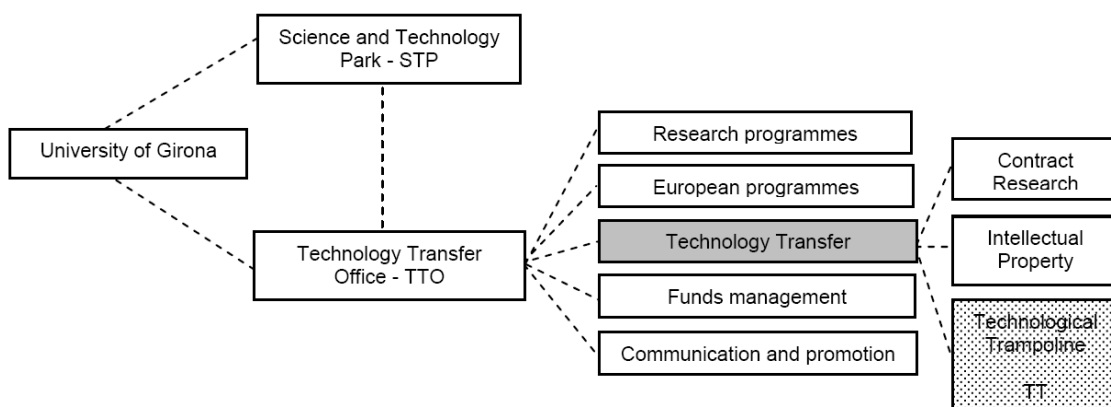 Science and Technology
Park - STP
University of Girona
Technology Transfer
Office - TTO
Research programmes
European programmes
Technology Transfer
Funds management
Communication and promotion
Contract
Research
Intellectual
Property
Technological
Trampoline
TT